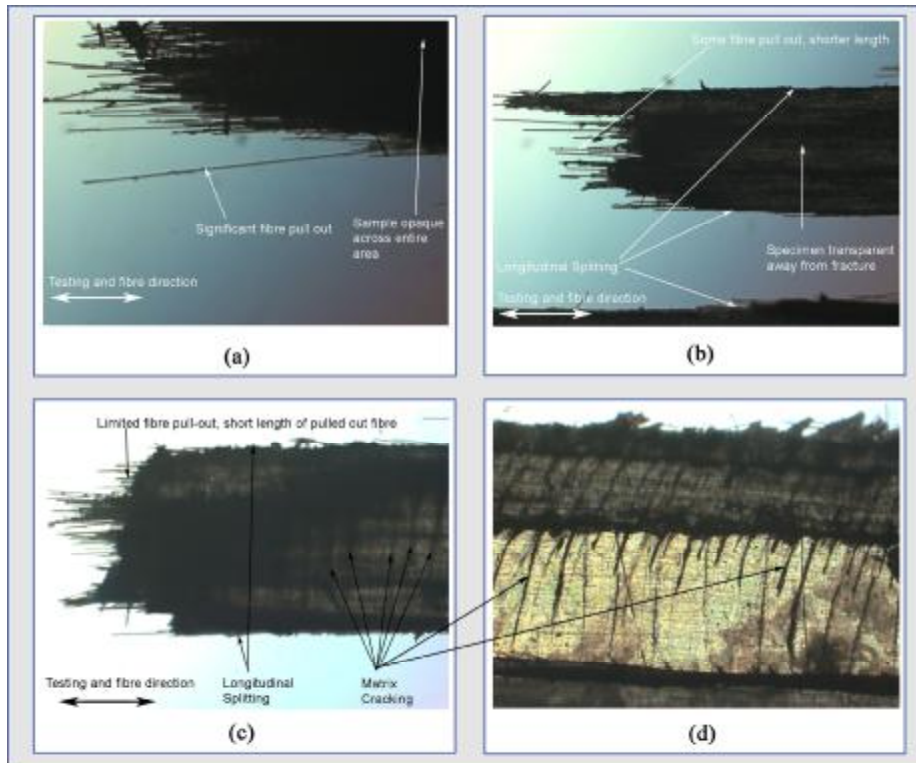 Some fibre pull out, shorter length
Significant fibre pull out
Sample opaque
across entire
area
Testing and fibre direction
(a)
Longitudinal Splitting
Specimen transparent
away from fracture
Testing and fibre direction
(b)
Limited fibre pull-out, short length of pulled out fibre
Testing and fibre direction
Longitudinal
Splitting
Matrix
Cracking
(c)
(d)